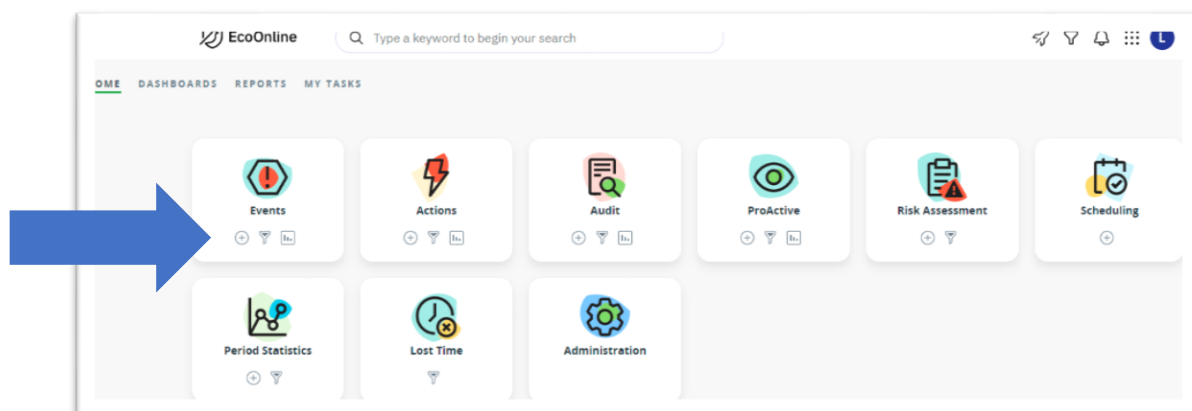 EcoOnline
Type a keyword to begin your search
L
OME DASHBOARDS REPORTS MY TASKS
Events Actions Audit ProActive Risk Assessment Scheduling
Period Statistics Lost Time Administration